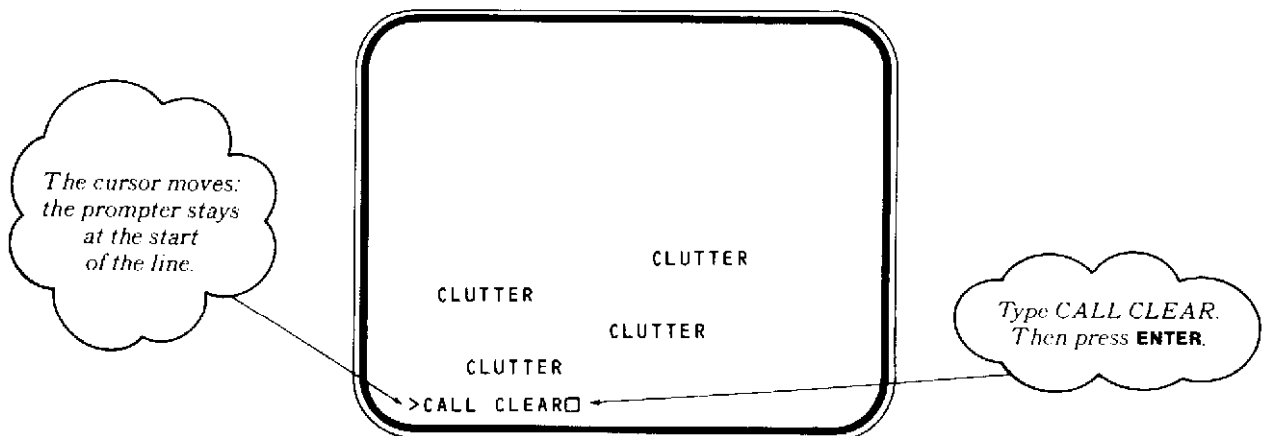 The cursor moves:
the prompter stays
at the start
of the line.
CLUTTER
CLUTTER
CLUTTER
CLUTTER
>CALL CLEAR□
Type CALL CLEAR.
Then press ENTER.